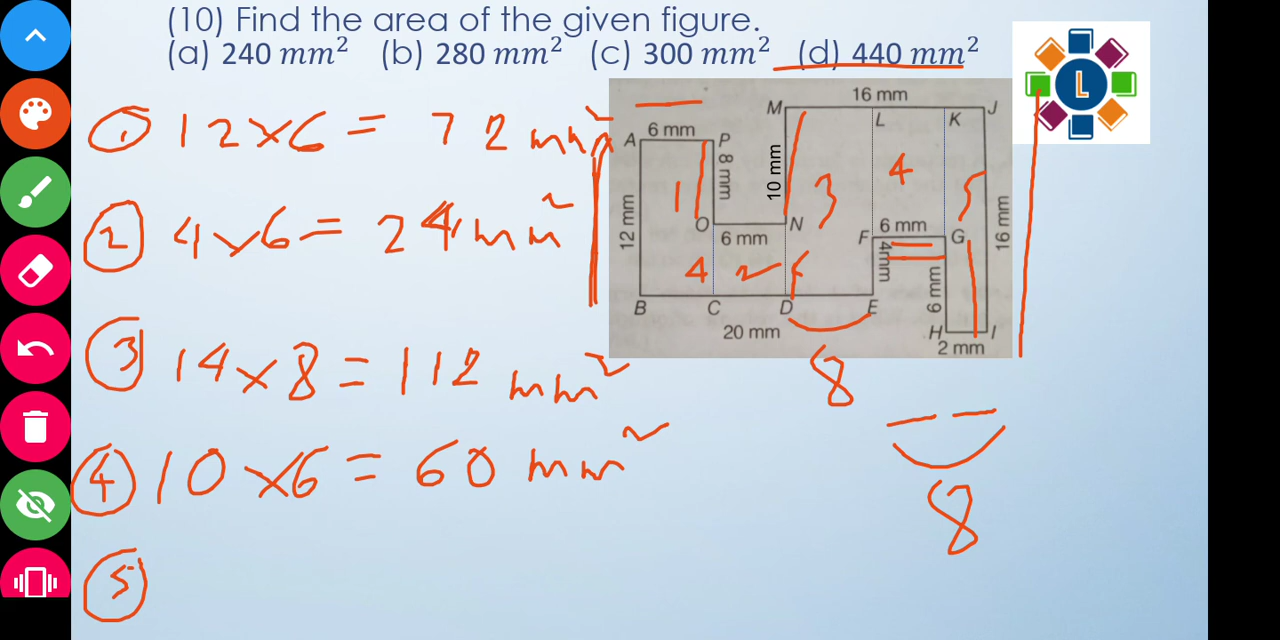 (10) Find the area of the given figure.
(a) 240 mm² (b) 280 mm² (c) 300 mm² (d) 440 mm²
① 12×6 = 72 mm²
② 4×6 = 24 mm²
③ 14×8 = 112 mm²
④ 10×6 = 60 mm²
⑤
L
16 mm
M L K J
6 mm
A P
8 mm
10 mm
12 mm
1 3 4 5
O N
6 mm
6 mm
F G
16 mm
4 2
4mm
6 mm
B C D E
20 mm
H I
2 mm
8
8